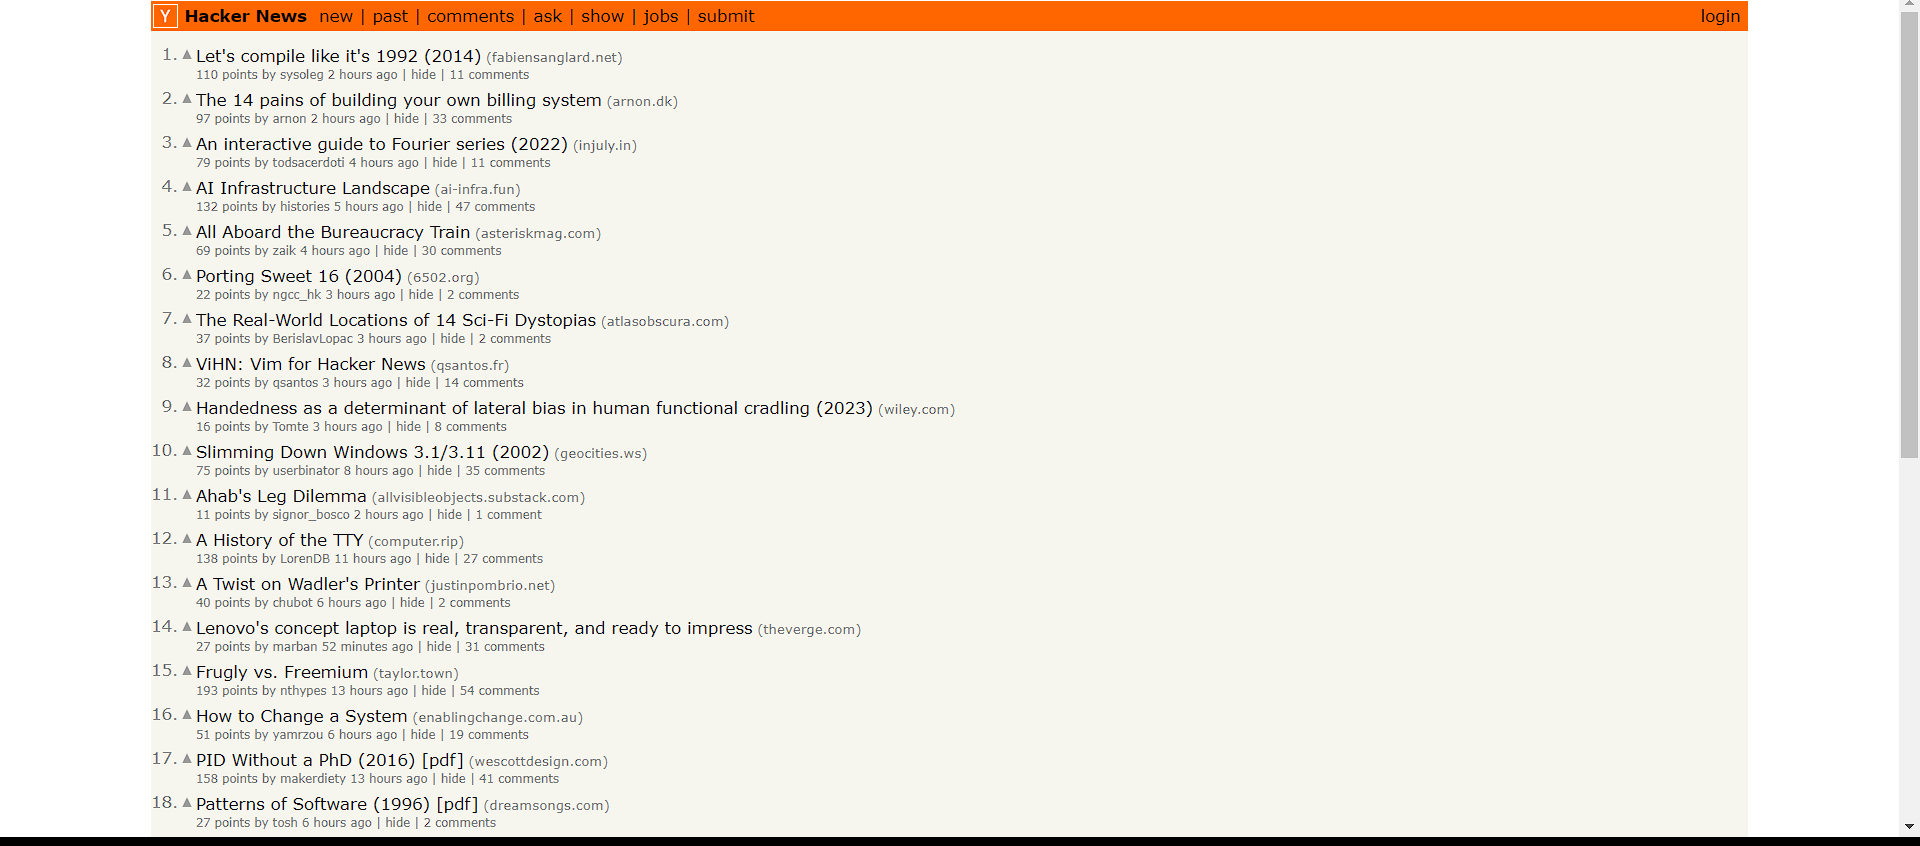 Y Hacker News new | past | comments | ask | show | jobs | submit login
1. ▲ Let's compile like it's 1992 (2014) (fabiensanglard.net)
110 points by sysoleg 2 hours ago | hide | 11 comments
2. ▲ The 14 pains of building your own billing system (arnon.dk)
97 points by arnon 2 hours ago | hide | 33 comments
3. ▲ An interactive guide to Fourier series (2022) (injuly.in)
79 points by todsacerdoti 4 hours ago | hide | 11 comments
4. ▲ AI Infrastructure Landscape (ai-infra.fun)
132 points by histories 5 hours ago | hide | 47 comments
5. ▲ All Aboard the Bureaucracy Train (asteriskmag.com)
69 points by zaik 4 hours ago | hide | 30 comments
6. ▲ Porting Sweet 16 (2004) (6502.org)
22 points by ngcc_hk 3 hours ago | hide | 2 comments
7. ▲ The Real-World Locations of 14 Sci-Fi Dystopias (atlasobscura.com)
37 points by BerislavLopac 3 hours ago | hide | 2 comments
8. ▲ ViHN: Vim for Hacker News (qsantos.fr)
32 points by qsantos 3 hours ago | hide | 14 comments
9. ▲ Handedness as a determinant of lateral bias in human functional cradling (2023) (wiley.com)
16 points by Tomte 3 hours ago | hide | 8 comments
10. ▲ Slimming Down Windows 3.1/3.11 (2002) (geocities.ws)
75 points by userbinator 8 hours ago | hide | 35 comments
11. ▲ Ahab's Leg Dilemma (allvisibleobjects.substack.com)
11 points by signor_bosco 2 hours ago | hide | 1 comment
12. ▲ A History of the TTY (computer.rip)
138 points by LorenDB 11 hours ago | hide | 27 comments
13. ▲ A Twist on Wadler's Printer (justinpombrio.net)
40 points by chubot 6 hours ago | hide | 2 comments
14. ▲ Lenovo's concept laptop is real, transparent, and ready to impress (theverge.com)
27 points by marban 52 minutes ago | hide | 31 comments
15. ▲ Frugly vs. Freemium (taylor.town)
193 points by nthypes 13 hours ago | hide | 54 comments
16. ▲ How to Change a System (enablingchange.com.au)
51 points by yamrzou 6 hours ago | hide | 19 comments
17. ▲ PID Without a PhD (2016) [pdf] (wescottdesign.com)
158 points by makerdiety 13 hours ago | hide | 41 comments
18. ▲ Patterns of Software (1996) [pdf] (dreamsongs.com)
27 points by tosh 6 hours ago | hide | 2 comments